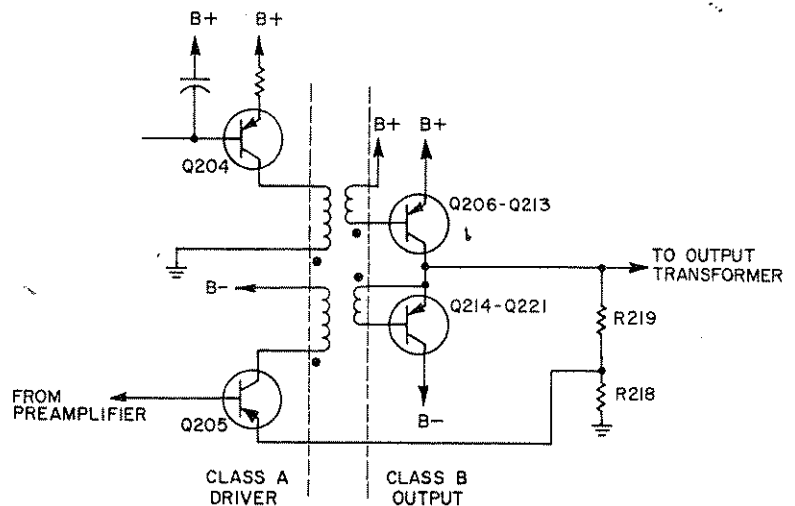 B+
B+
Q204
B+
B+
Q206-Q213
TO OUTPUT
TRANSFORMER
B-
Q214-Q221
R219
FROM
PREAMPLIFIER
Q205
B-
R218
CLASS A
DRIVER
CLASS B
OUTPUT